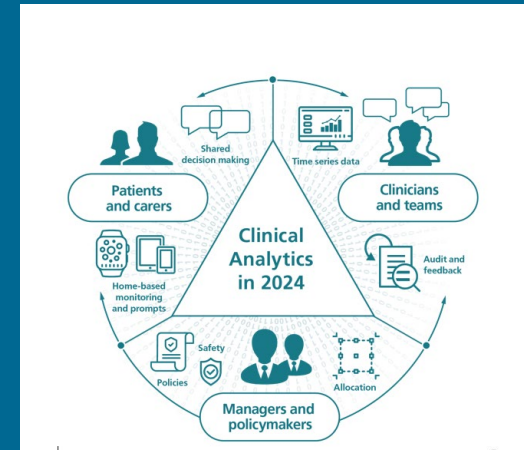 Shared
decision making
Time series data
Patients
and carers
Clinicians
and teams
Clinical
Analytics
in 2024
Home-based
monitoring
and prompts
Audit and
feedback
Policies
Safety
Allocation
Managers and
policymakers